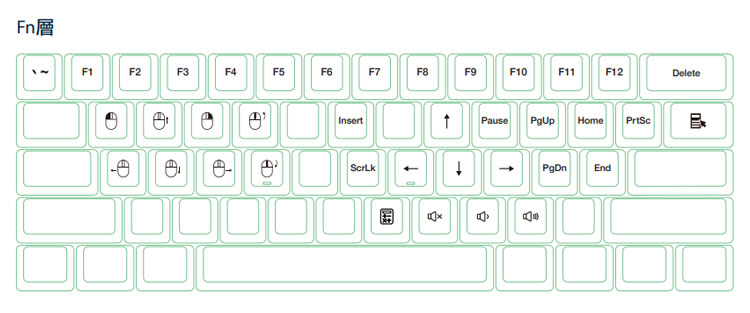 Fn層
` ~ F1 F2 F3 F4 F5 F6 F7 F8 F9 F10 F11 F12 Delete
Insert ↑ Pause PgUp Home PrtSc
ScrLk ← ↓ → PgDn End